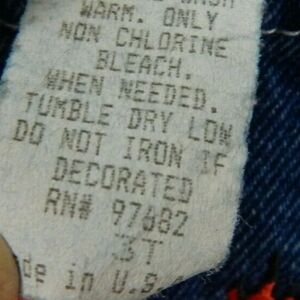 WASH
WARM. ONLY
NON CHLORINE
BLEACH.
WHEN NEEDED.
TUMBLE DRY LOW
DO NOT IRON IF
DECORATED
RN# 97682
3T
de in U.S.